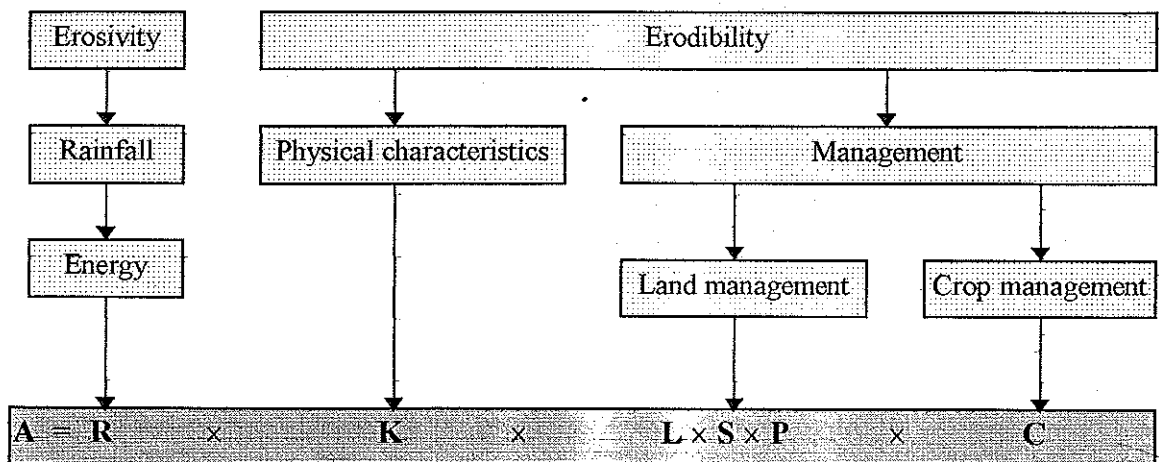 Erosivity
Erodibility
Rainfall
Physical characteristics
Management
Energy
Land management
Crop management
A = R × K × L × S × P × C